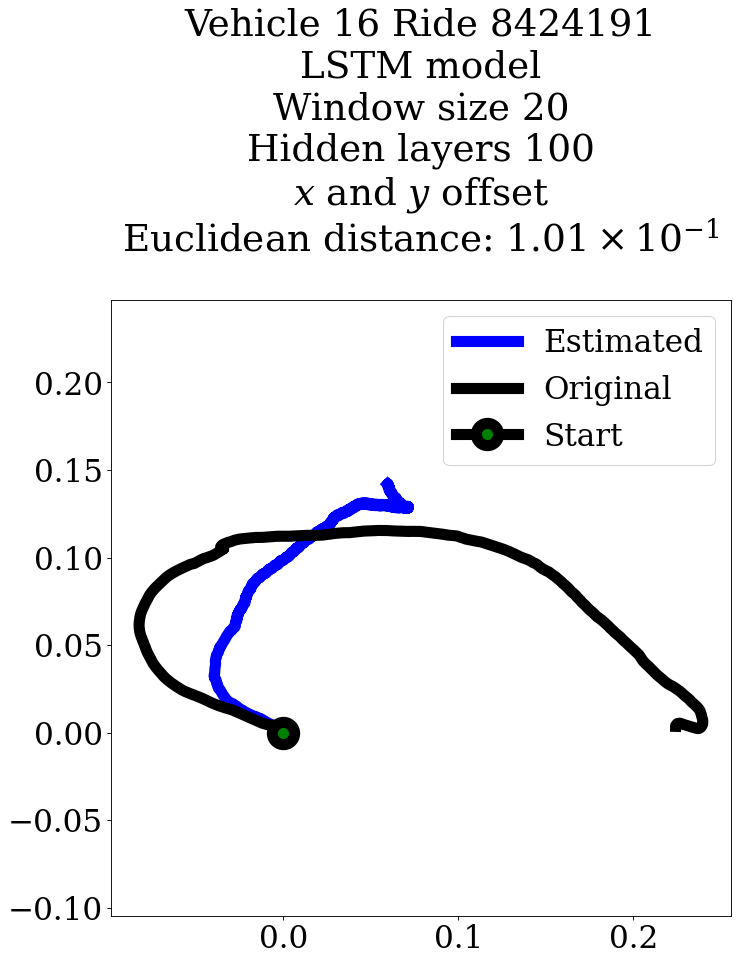 Vehicle 16 Ride 8424191
LSTM model
Window size 20
Hidden layers 100
x and y offset
Euclidean distance: 1.01 × 10⁻¹
Estimated
Original
Start
0.20
0.15
0.10
0.05
0.00
−0.05
−0.10
0.0 0.1 0.2